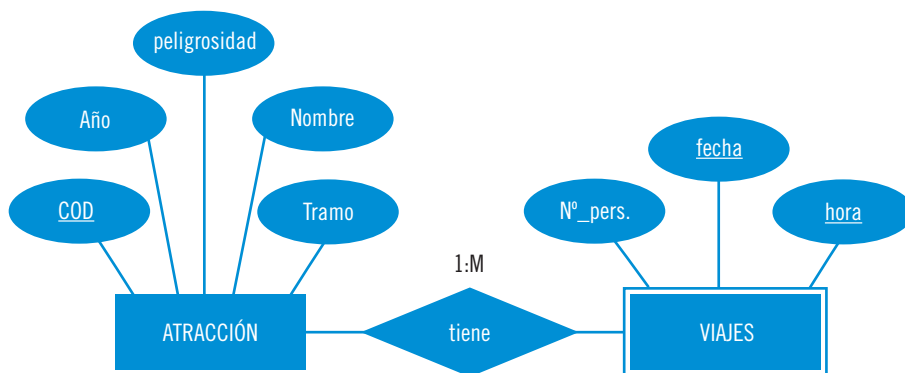 peligrosidad
Año
Nombre
fecha
COD
Tramo
Nº_pers.
hora
1:M
ATRACCIÓN
tiene
VIAJES